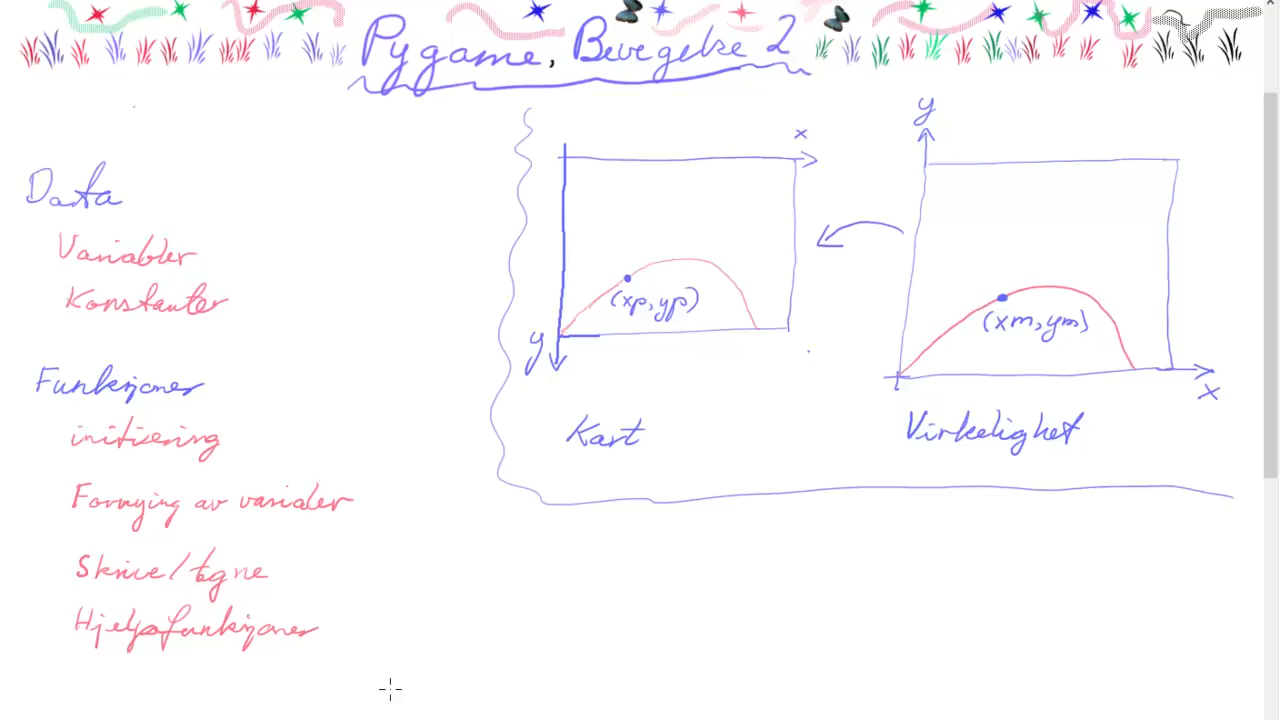 Pygame, Bevegelse 2
Data
Variabler
Konstanter
Funksjoner
initisering
Fornying av variabler
Skrive/tegne
Hjelpefunksjoner
x
y
(xp, yp)
Kart
y
x
(xm, ym)
Virkelighet